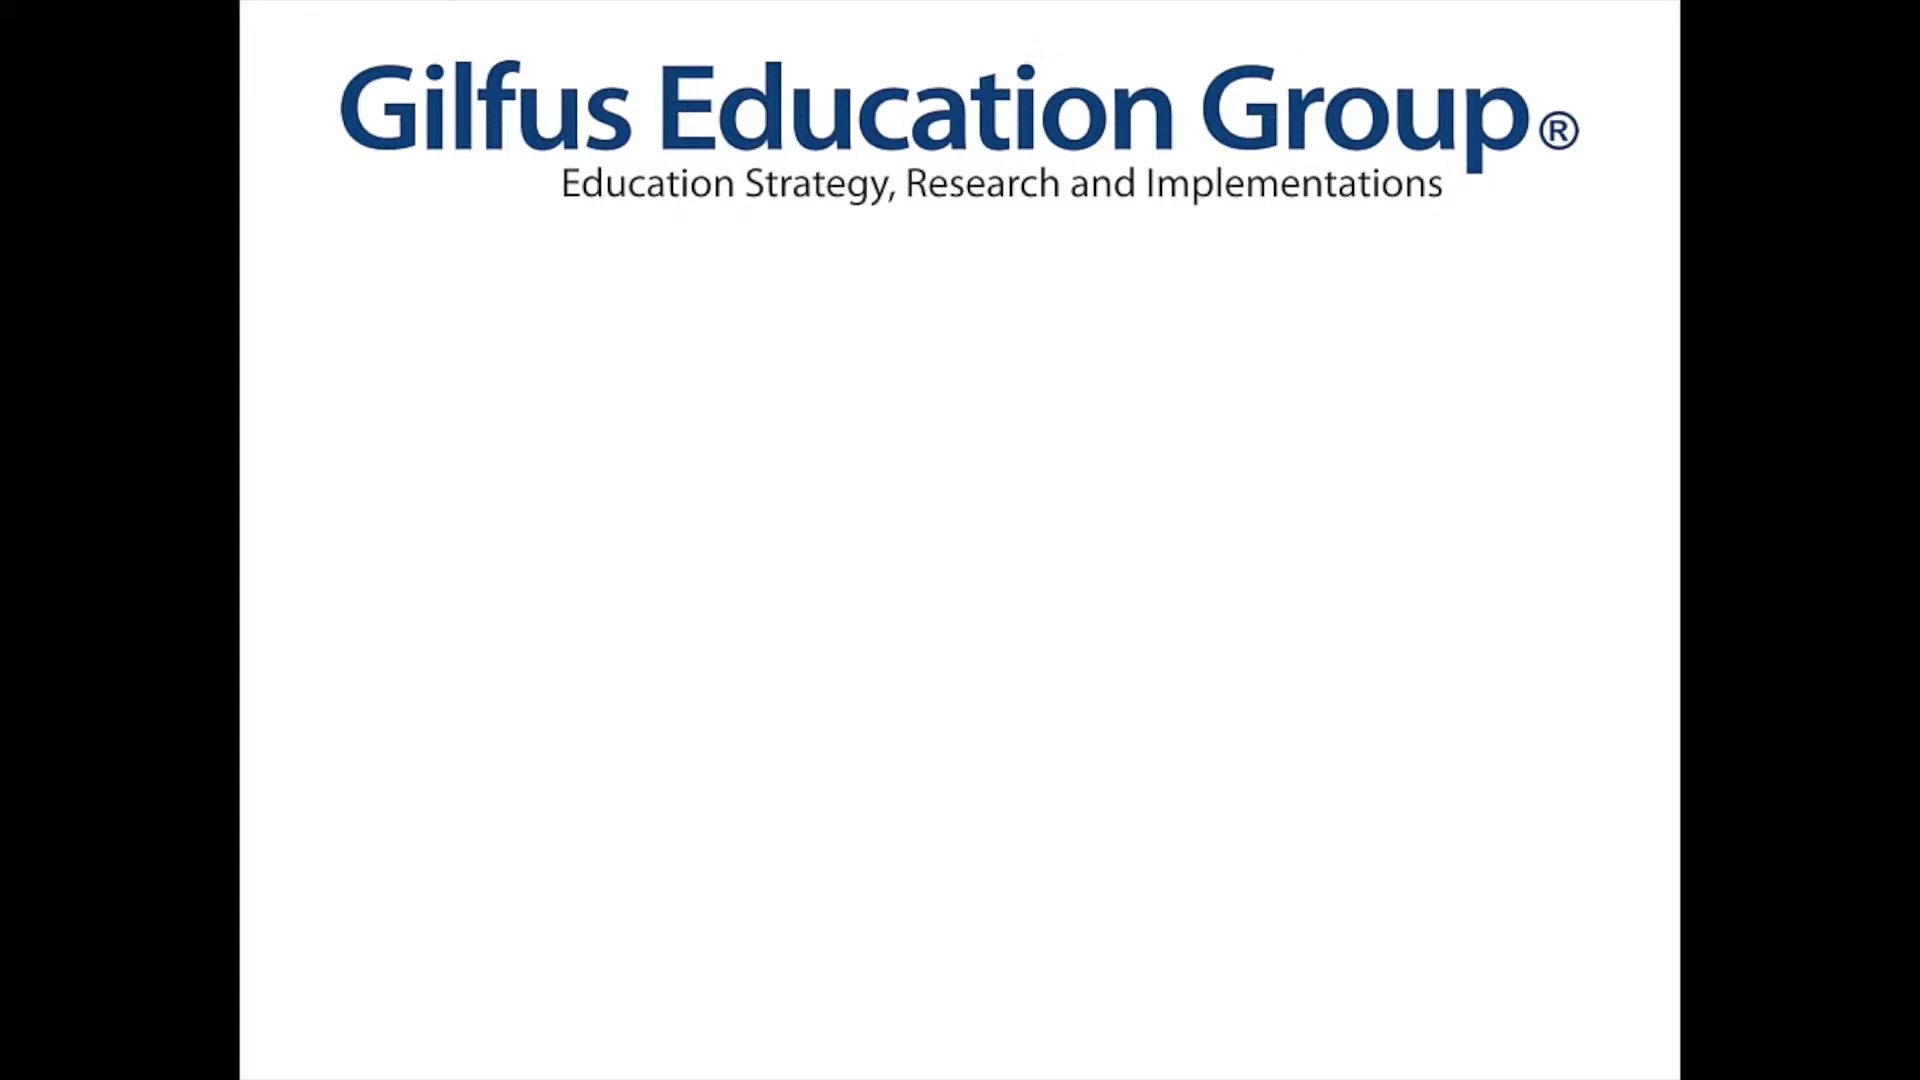 Gilfus Education Group®
Education Strategy, Research and Implementations